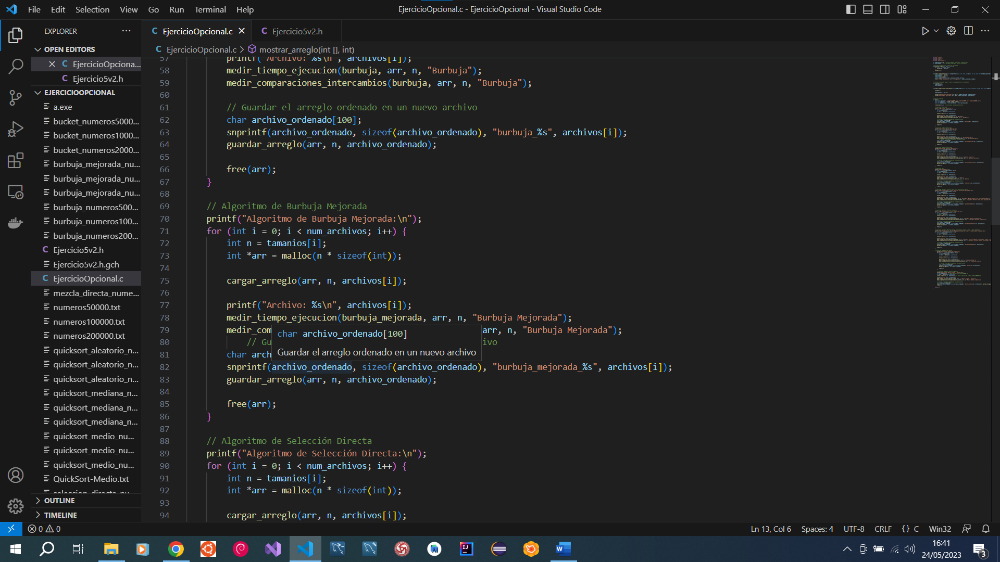 File Edit Selection View Go Run Terminal Help
EjercicioOpcional.c - EjercicioOpcional - Visual Studio Code
EXPLORER
OPEN EDITORS
EjercicioOpciona...
Ejercicio5v2.h
EJERCICIOOPCIONAL
a.exe
bucket_numeros5000...
bucket_numeros1000...
bucket_numeros2000...
burbuja_mejorada_nu...
burbuja_mejorada_nu...
burbuja_mejorada_nu...
burbuja_numeros500...
burbuja_numeros100...
burbuja_numeros200...
Ejercicio5v2.h
Ejercicio5v2.h.gch
EjercicioOpcional.c
mezcla_directa_nume...
numeros50000.txt
numeros100000.txt
numeros200000.txt
quicksort_aleatorio_n...
quicksort_aleatorio_n...
quicksort_aleatorio_n...
quicksort_mediana_n...
quicksort_mediana_n...
quicksort_mediana_n...
quicksort_medio_nu...
quicksort_medio_nu...
quicksort_medio_nu...
QuickSort-Medio.txt
seleccion_directa_nu...
OUTLINE
TIMELINE
EjercicioOpcional.c
Ejercicio5v2.h
EjercicioOpcional.c > mostrar_arreglo(int [], int)
57 printf("Archivo: %s\n", archivos[i]);
58 medir_tiempo_ejecucion(burbuja, arr, n, "Burbuja");
59 medir_comparaciones_intercambios(burbuja, arr, n, "Burbuja");
60
61 // Guardar el arreglo ordenado en un nuevo archivo
62 char archivo_ordenado[100];
63 snprintf(archivo_ordenado, sizeof(archivo_ordenado), "burbuja_%s", archivos[i]);
64 guardar_arreglo(arr, n, archivo_ordenado);
65
66 free(arr);
67 }
68
69 // Algoritmo de Burbuja Mejorada
70 printf("Algoritmo de Burbuja Mejorada:\n");
71 for (int i = 0; i < num_archivos; i++) {
72 int n = tamanios[i];
73 int *arr = malloc(n * sizeof(int));
74
75 cargar_arreglo(arr, n, archivos[i]);
76
77 printf("Archivo: %s\n", archivos[i]);
78 medir_tiempo_ejecucion(burbuja_mejorada, arr, n, "Burbuja Mejorada");
79 medir_com arr, n, "Burbuja Mejorada");
char archivo_ordenado[100]
80 // Gu ivo
Guardar el arreglo ordenado en un nuevo archivo
81 char arch
82 snprintf(archivo_ordenado, sizeof(archivo_ordenado), "burbuja_mejorada_%s", archivos[i]);
83 guardar_arreglo(arr, n, archivo_ordenado);
84
85 free(arr);
86 }
87
88 // Algoritmo de Selección Directa
89 printf("Algoritmo de Selección Directa:\n");
90 for (int i = 0; i < num_archivos; i++) {
91 int n = tamanios[i];
92 int *arr = malloc(n * sizeof(int));
93
94 cargar_arreglo(arr, n, archivos[i]);
0 0
Ln 13, Col 6 Spaces: 4 UTF-8 CRLF {} C Win32
16:41
24/05/2023
3